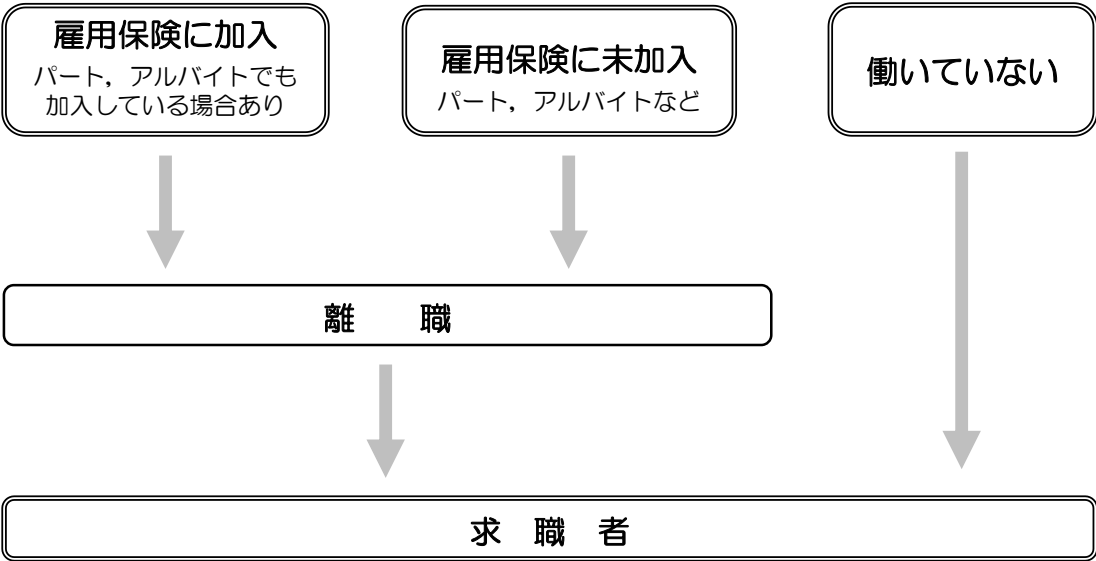 雇用保険に加入
パート，アルバイトでも
加入している場合あり
雇用保険に未加入
パート，アルバイトなど
働いていない
離　　職
求　職　者